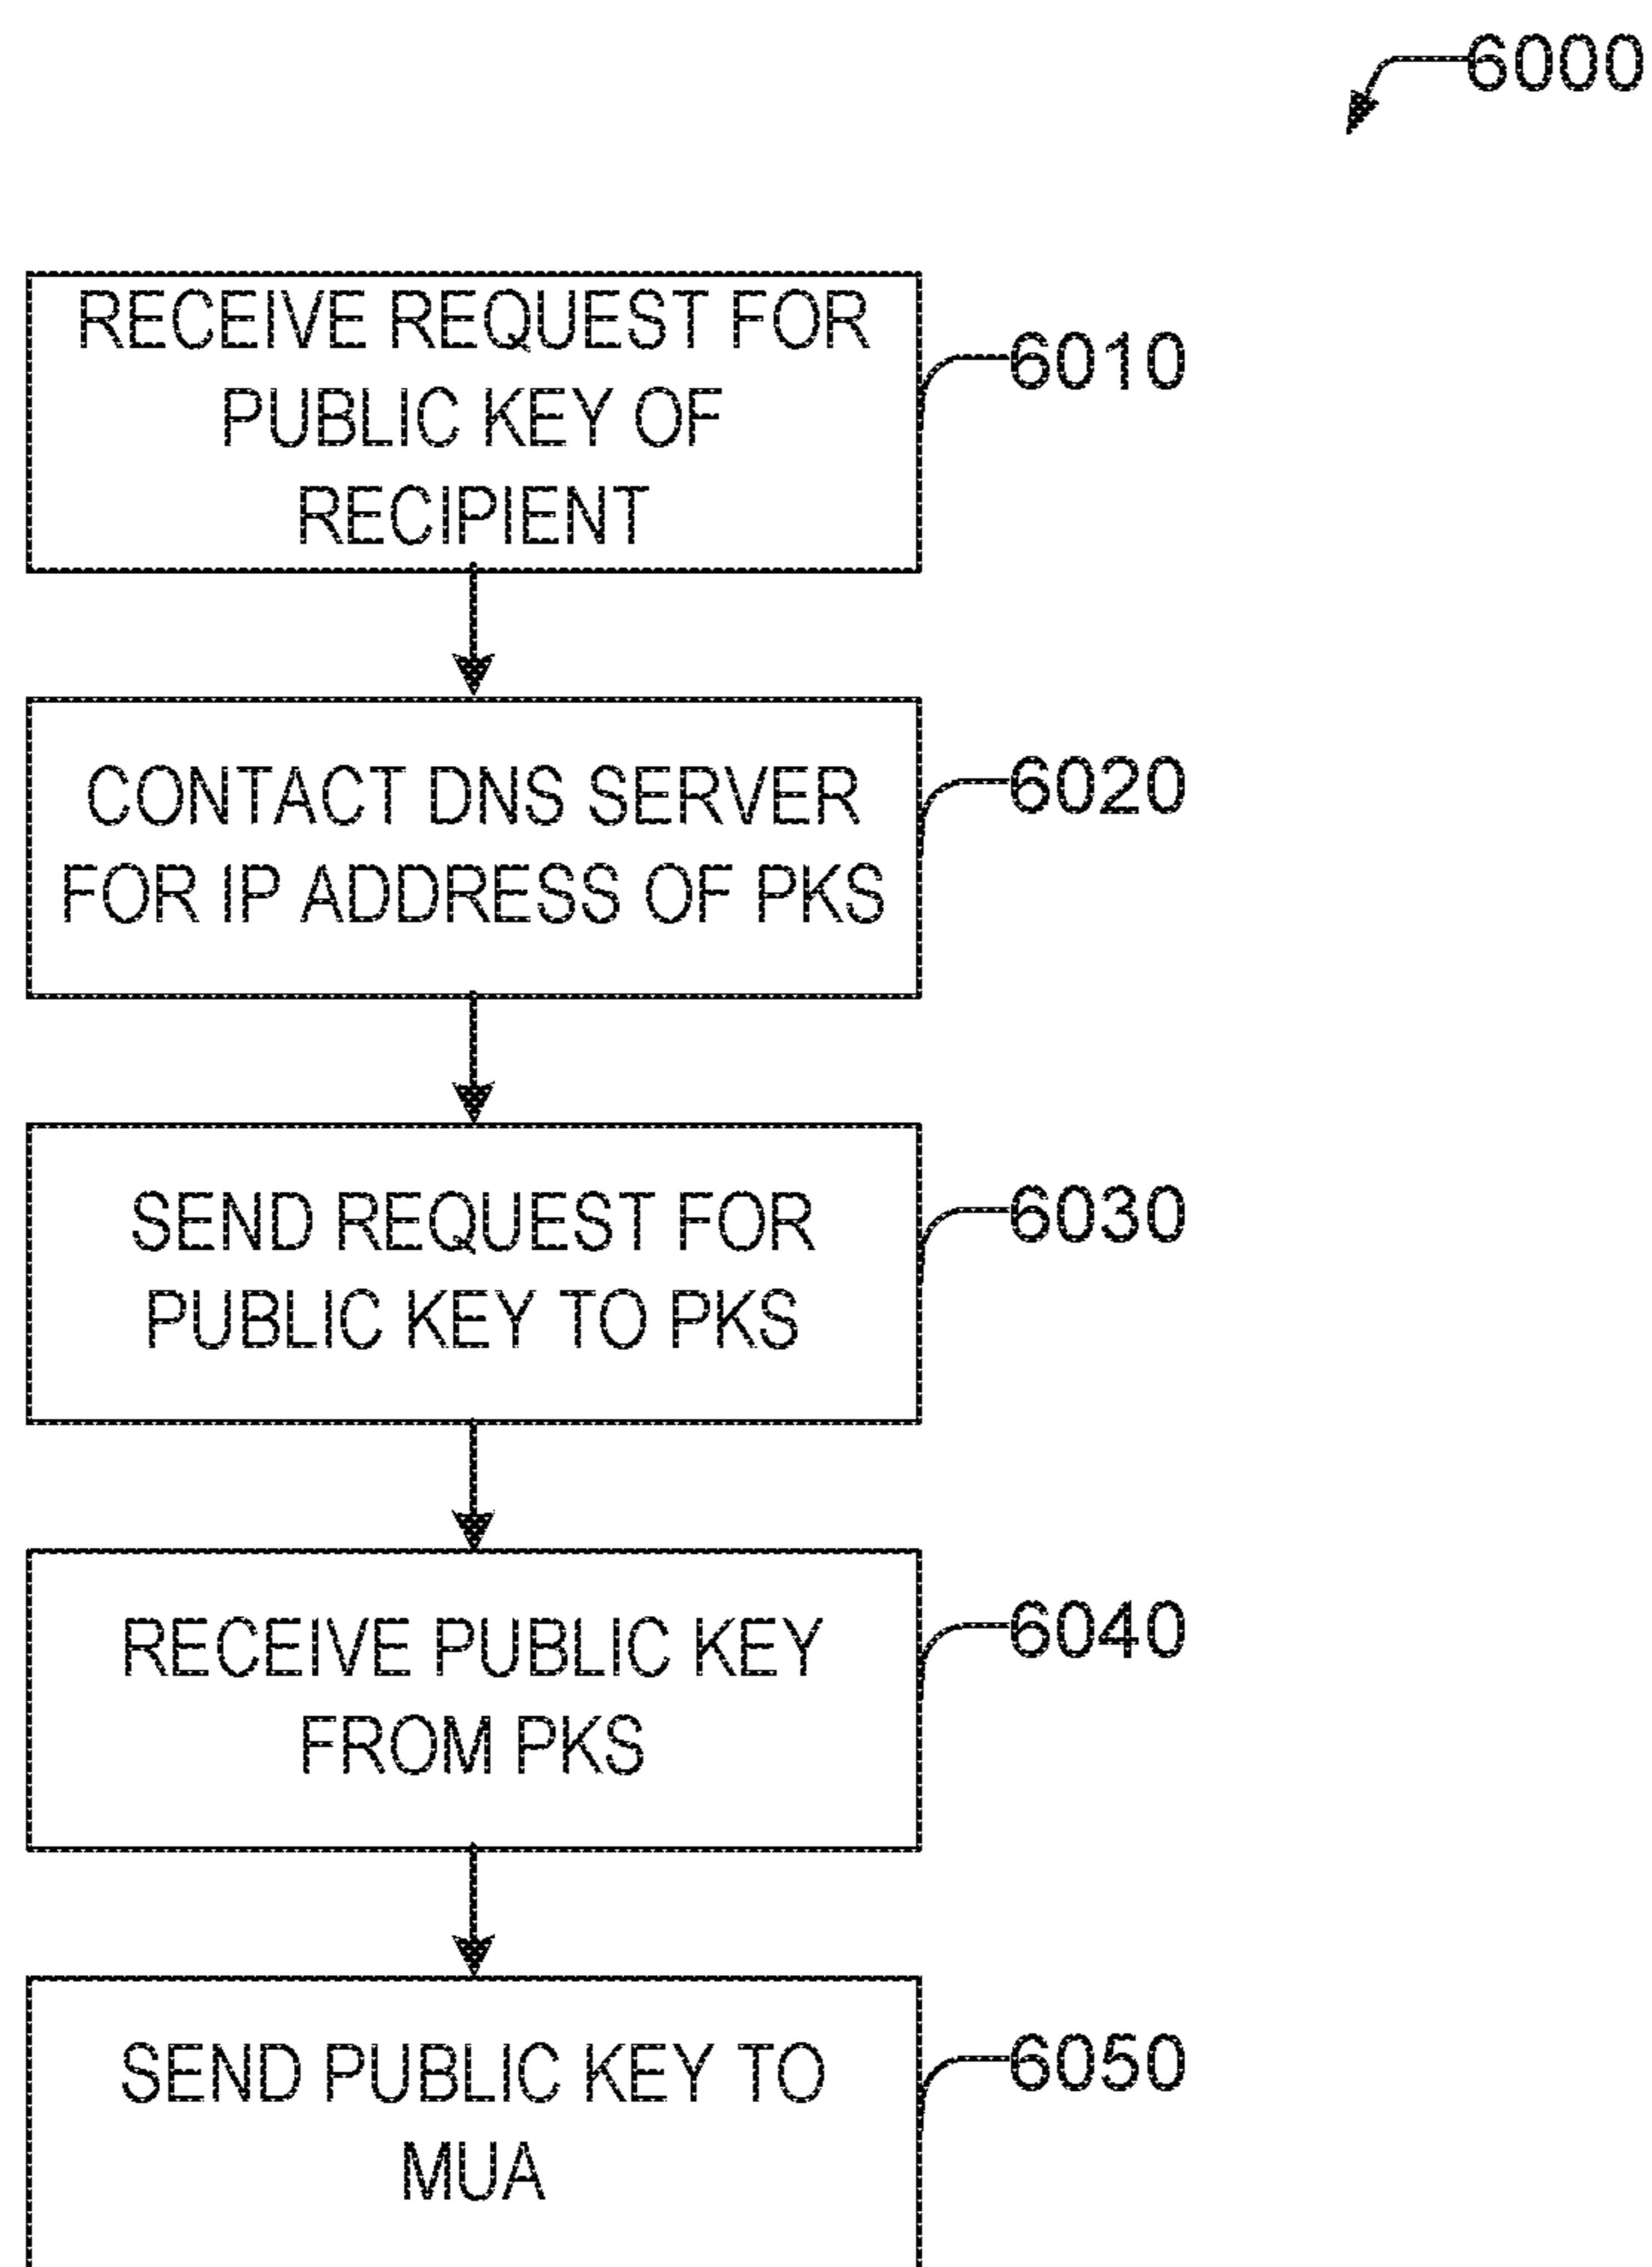 6000
RECEIVE REQUEST FOR
PUBLIC KEY OF
RECIPIENT
6010
CONTACT DNS SERVER
FOR IP ADDRESS OF PKS
6020
SEND REQUEST FOR
PUBLIC KEY TO PKS
6030
RECEIVE PUBLIC KEY
FROM PKS
6040
SEND PUBLIC KEY TO
MUA
6050